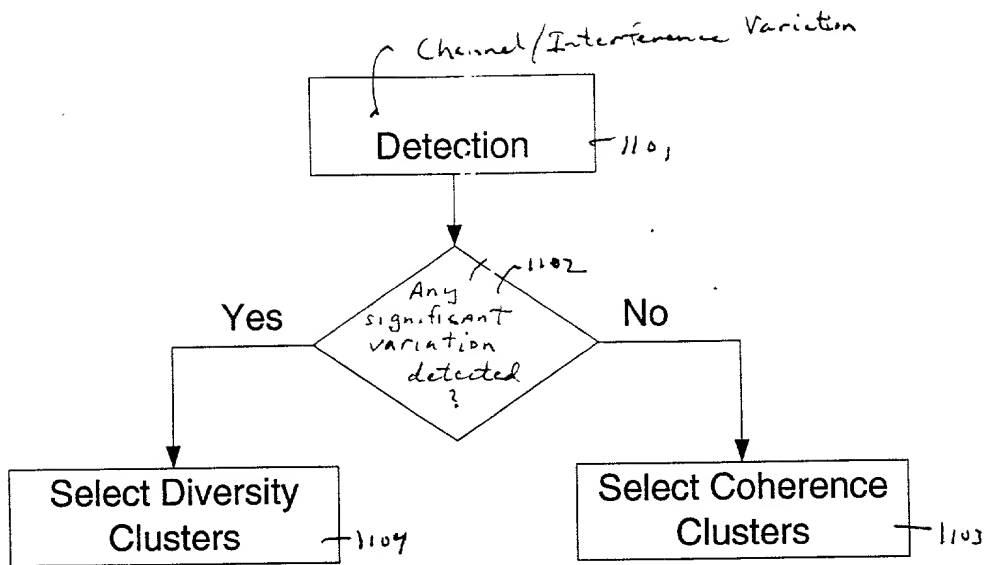 Channel/Interference Variation
Detection
1101
1102
Any
significant
variation
detected
?
Yes
No
Select Diversity
Clusters
1104
Select Coherence
Clusters
1103